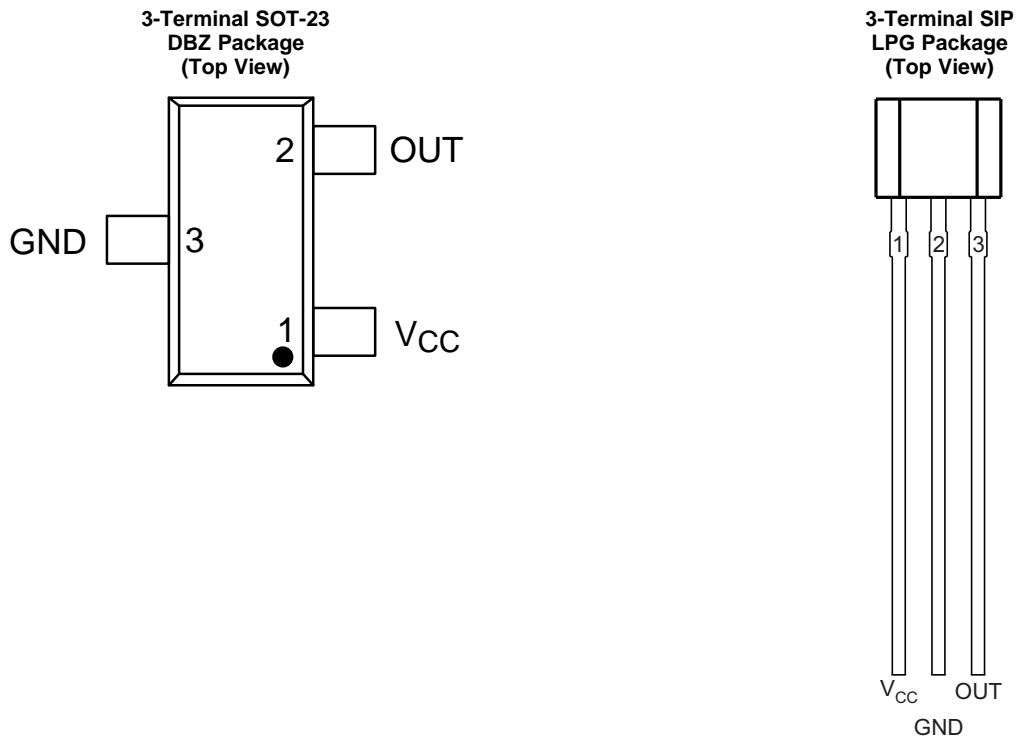 3-Terminal SOT-23
DBZ Package
(Top View)
2
OUT
GND
3
1
VCC
3-Terminal SIP
LPG Package
(Top View)
1 2 3
VCC OUT
GND